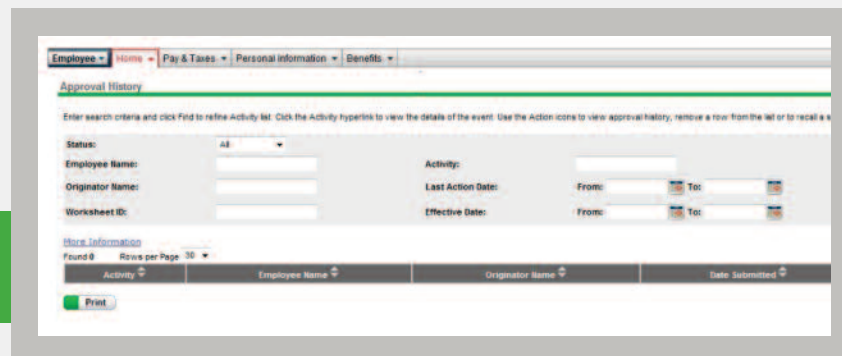 Employee Home Pay & Taxes Personal Information Benefits
Approval History
Enter search criteria and click Find to refine Activity list. Click the Activity hyperlink to view the details of the event. Use the Action icons to view approval history, remove a row from the list or to recall a
Status: All
Employee Name: Activity:
Originator Name: Last Action Date: From: To:
Worksheet ID: Effective Date: From: To:
More Information
Found 0 Rows per Page 30
Activity Employee Name Originator Name Date Submitted
Print